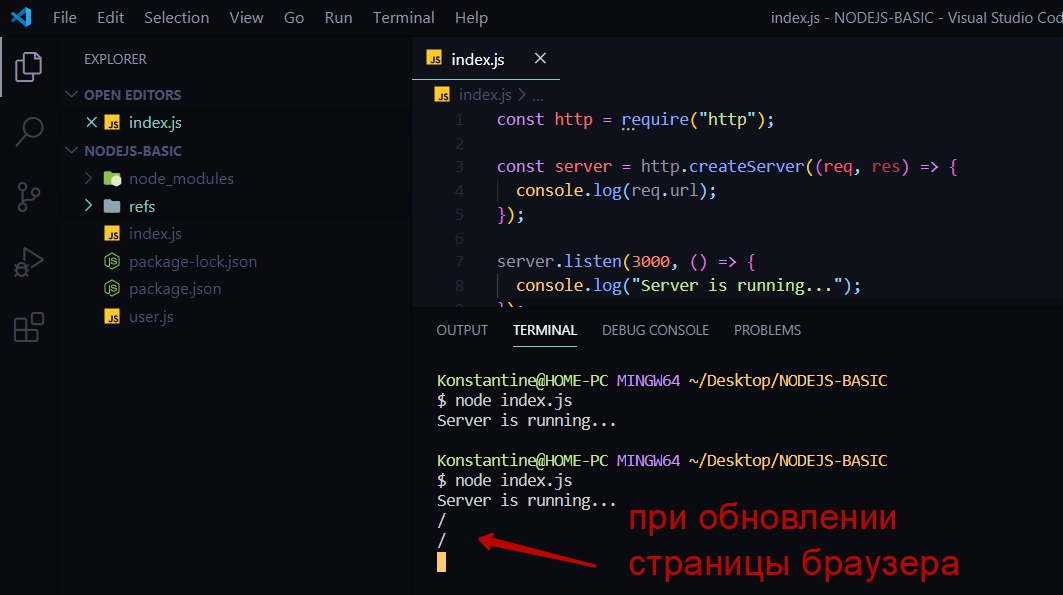 File Edit Selection View Go Run Terminal Help index.js - NODEJS-BASIC - Visual Studio Cod
EXPLORER
OPEN EDITORS
JS index.js
NODEJS-BASIC
node_modules
refs
JS index.js
JS package-lock.json
JS package.json
JS user.js
JS index.js
JS index.js > ...
1 const http = require("http");
2
3 const server = http.createServer((req, res) => {
4 console.log(req.url);
5 });
6
7 server.listen(3000, () => {
8 console.log("Server is running...");
9 });
OUTPUT TERMINAL DEBUG CONSOLE PROBLEMS
Konstantine@HOME-PC MINGW64 ~/Desktop/NODEJS-BASIC
$ node index.js
Server is running...
Konstantine@HOME-PC MINGW64 ~/Desktop/NODEJS-BASIC
$ node index.js
Server is running...
/
/
при обновлении
страницы браузера